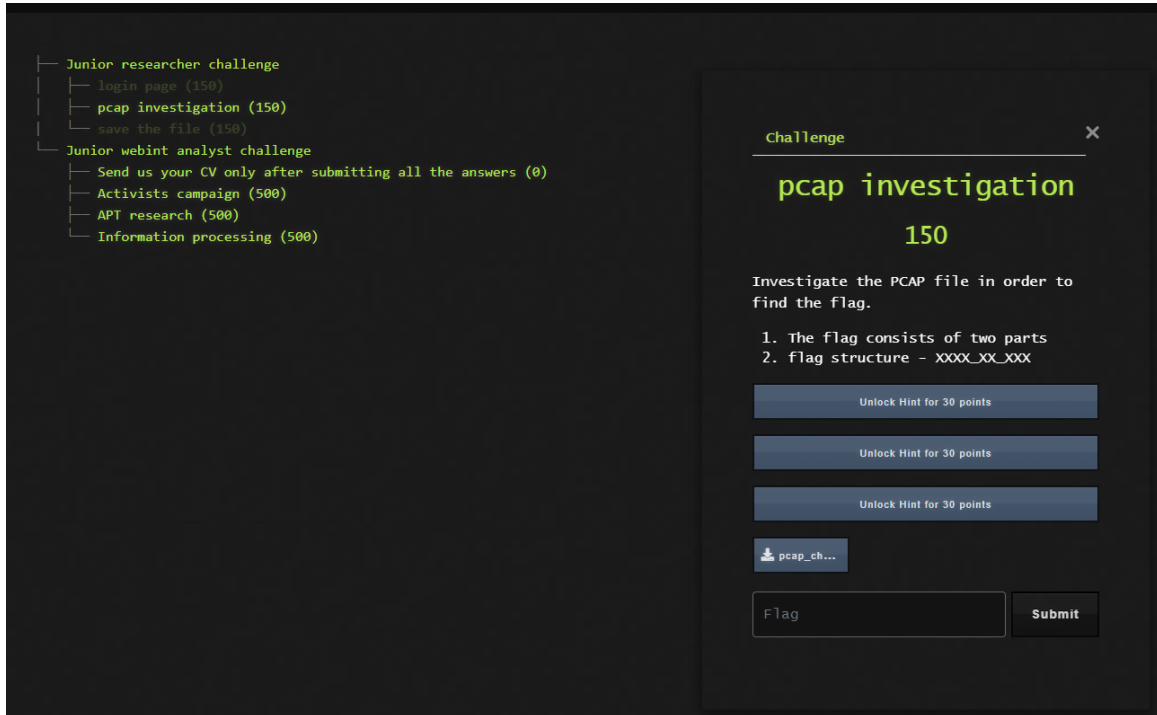 Junior researcher challenge
login page (150)
pcap investigation (150)
save the file (150)
Junior webint analyst challenge
Send us your CV only after submitting all the answers (0)
Activists campaign (500)
APT research (500)
Information processing (500)
Challenge ×
pcap investigation
150
Investigate the PCAP file in order to
find the flag.
1. The flag consists of two parts
2. flag structure - XXXX_XX_XXX
Unlock Hint for 30 points
Unlock Hint for 30 points
Unlock Hint for 30 points
pcap_ch...
Flag
Submit